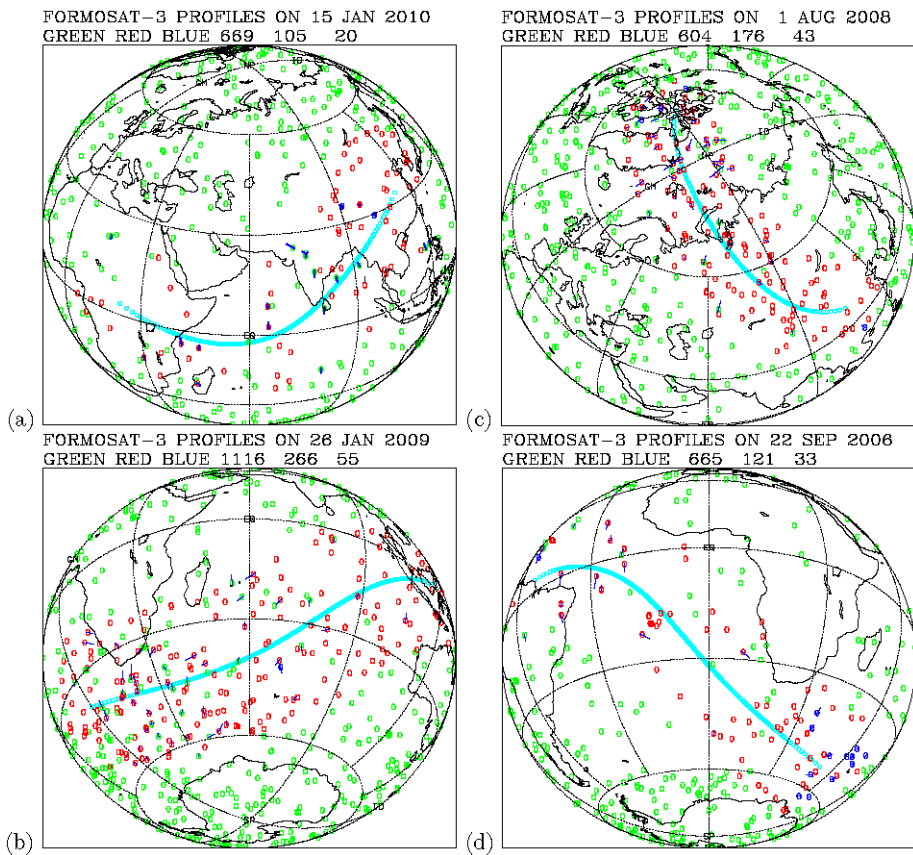 FORMOSAT-3 PROFILES ON 15 JAN 2010
GREEN RED BLUE 669 105 20
(a)
FORMOSAT-3 PROFILES ON 1 AUG 2008
GREEN RED BLUE 604 176 43
(c)
FORMOSAT-3 PROFILES ON 26 JAN 2009
GREEN RED BLUE 1116 266 55
(b)
FORMOSAT-3 PROFILES ON 22 SEP 2006
GREEN RED BLUE 665 121 33
(d)